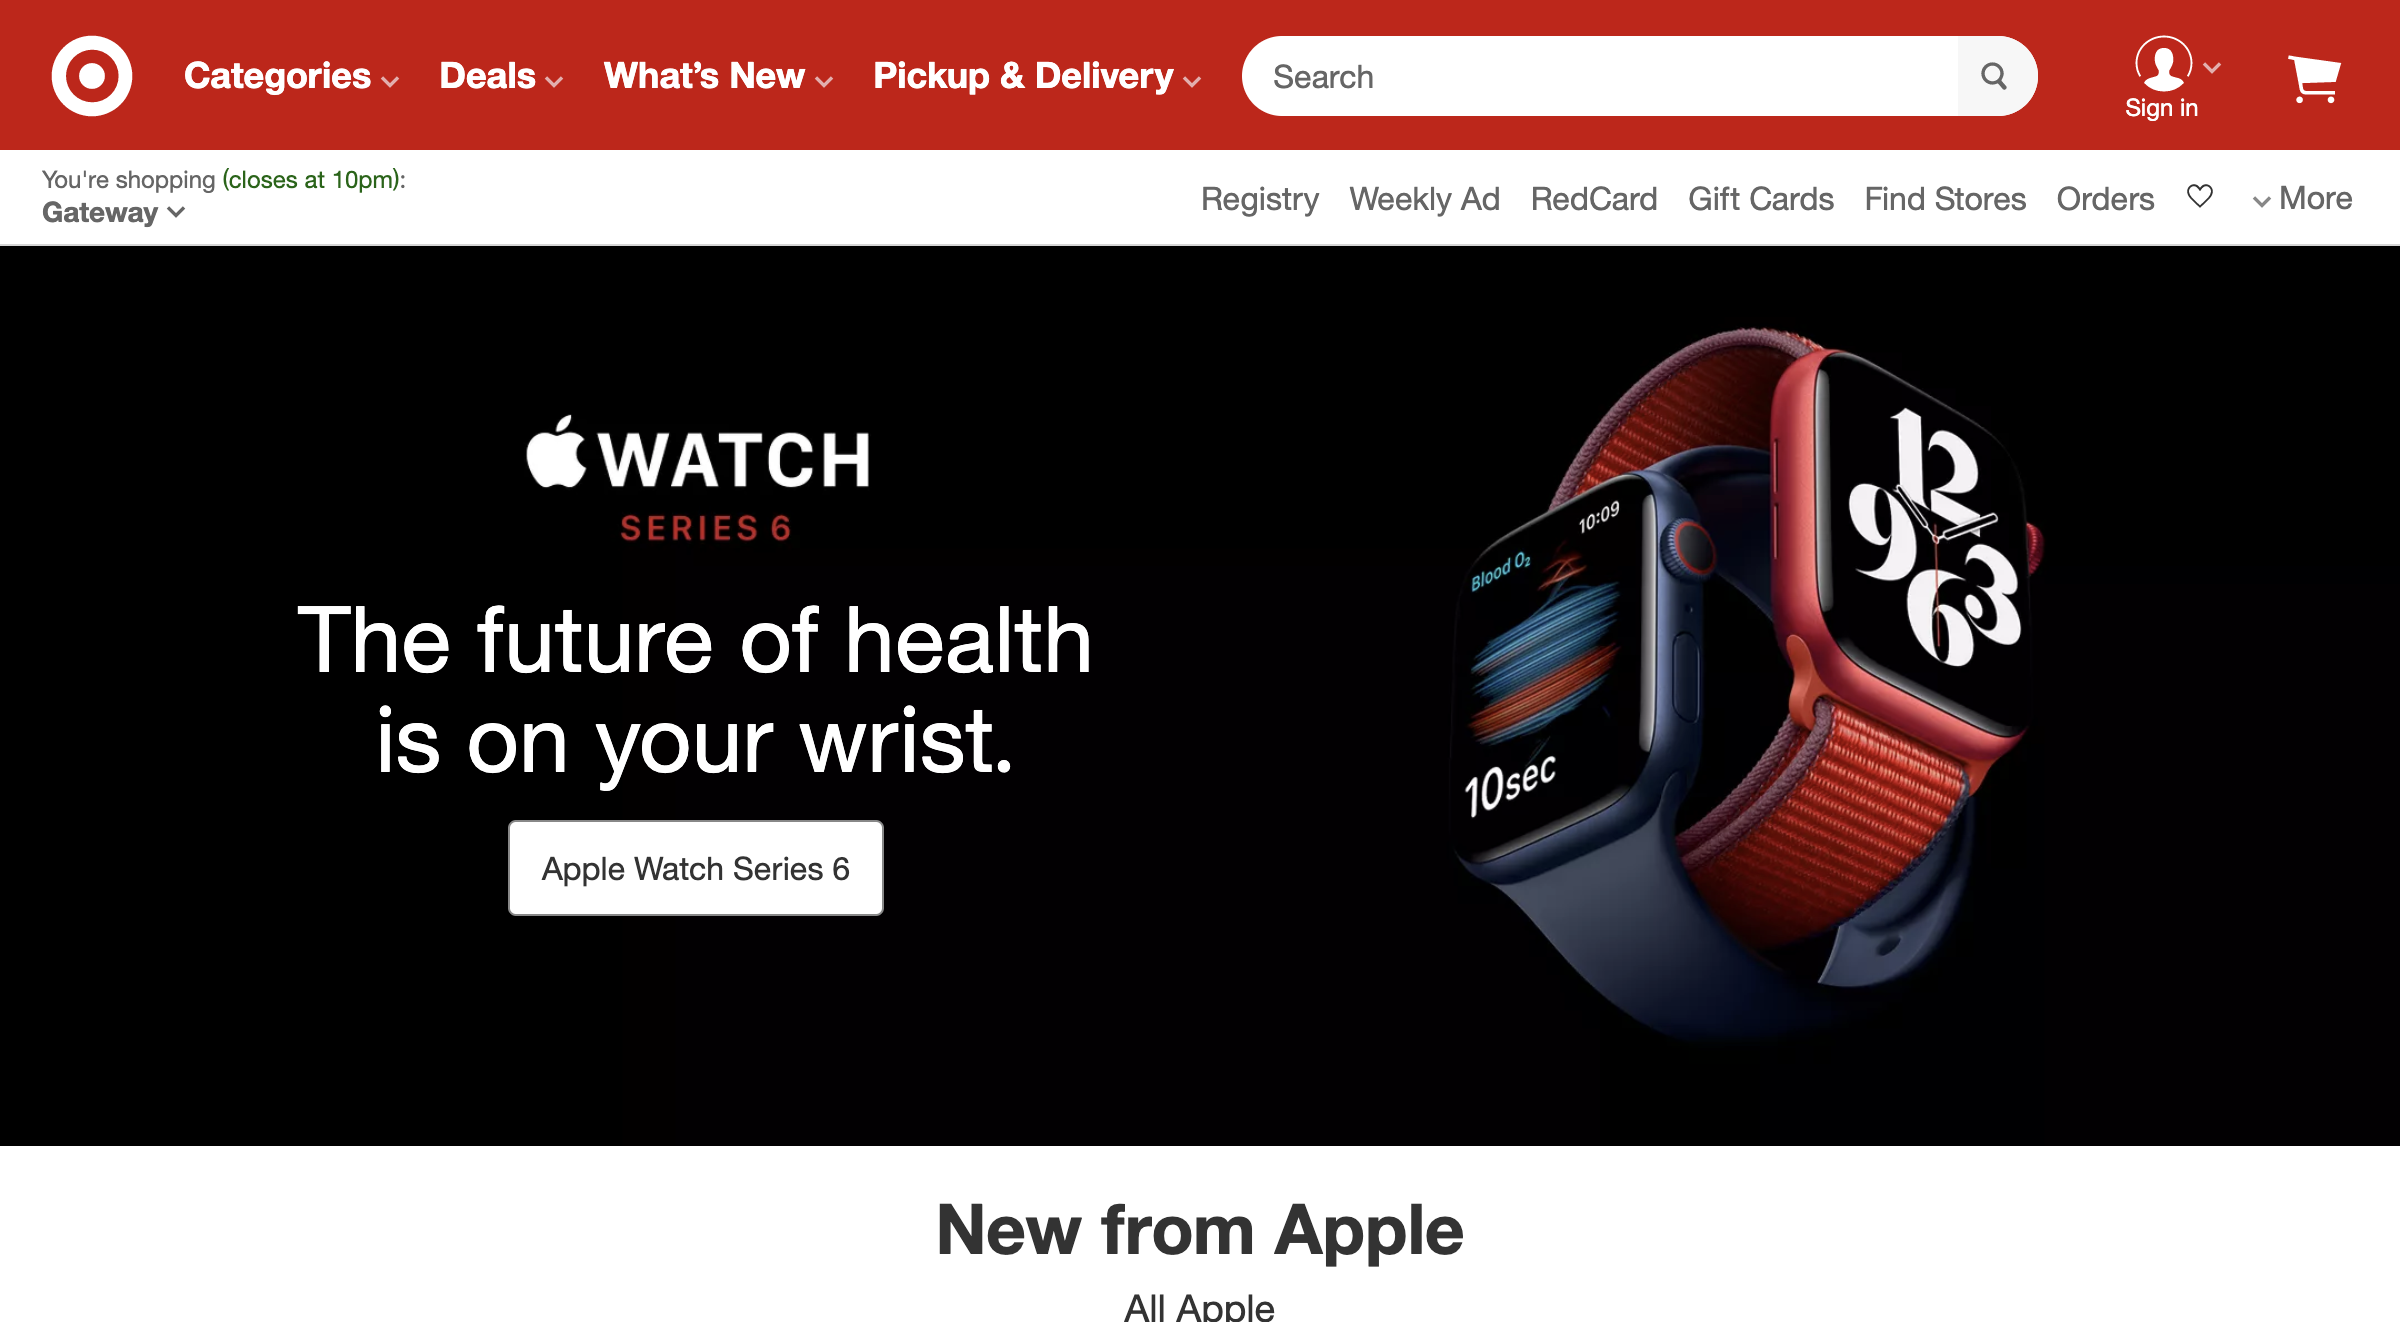 Categories Deals What's New Pickup & Delivery Search Sign in
You're shopping (closes at 10pm):
Gateway
Registry Weekly Ad RedCard Gift Cards Find Stores Orders More
WATCH
SERIES 6
The future of health
is on your wrist.
Apple Watch Series 6
10:09
Blood O₂
10sec
12
9 3
6
New from Apple
All Apple